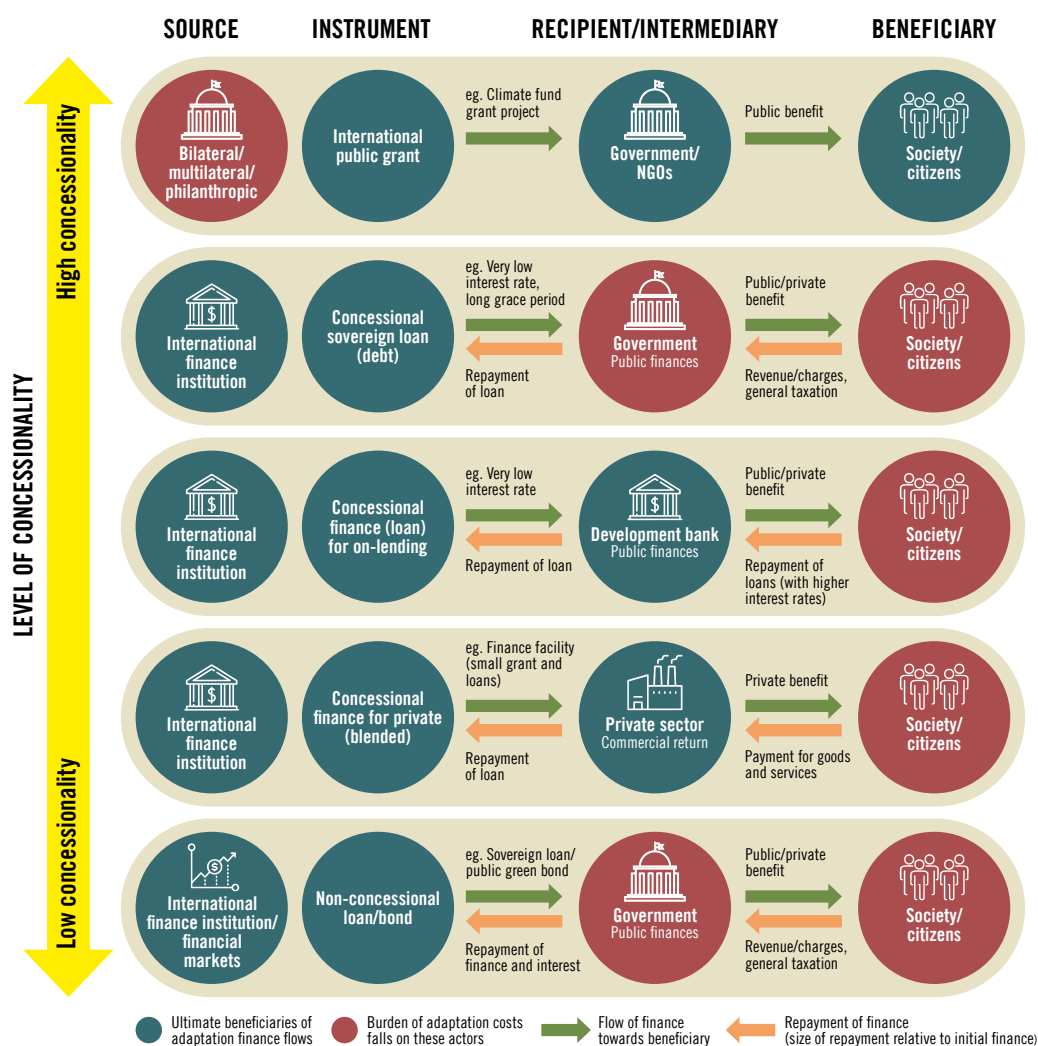 SOURCE
INSTRUMENT
RECIPIENT/INTERMEDIARY
BENEFICIARY
LEVEL OF CONCESSIONALITY
High concessionality
Low concessionality
Bilateral/
multilateral/
philanthropic
International
public grant
eg. Climate fund
grant project
Government/
NGOs
Public benefit
Society/
citizens
$
International
finance
institution
Concessional
sovereign loan
(debt)
eg. Very low
interest rate,
long grace period
Repayment
of loan
Government
Public finances
Public/private
benefit
Revenue/charges,
general taxation
Society/
citizens
$
International
finance
institution
Concessional
finance (loan)
for on-lending
eg. Very low
interest rate
Repayment of loan
$
Development bank
Public finances
Public/private
benefit
Repayment of
loans (with higher
interest rates)
Society/
citizens
$
International
finance
institution
Concessional
finance for private
(blended)
eg. Finance facility
(small grant and
loans)
Repayment
of loan
Private sector
Commercial return
Private benefit
Payment for goods
and services
Society/
citizens
$
International
finance institution/
financial
markets
Non-concessional
loan/bond
eg. Sovereign loan/
public green bond
Repayment of
finance and interest
Government
Public finances
Public/private
benefit
Revenue/charges,
general taxation
Society/
citizens
Ultimate beneficiaries of
adaptation finance flows
Burden of adaptation costs
falls on these actors
Flow of finance
towards beneficiary
Repayment of finance
(size of repayment relative to initial finance)